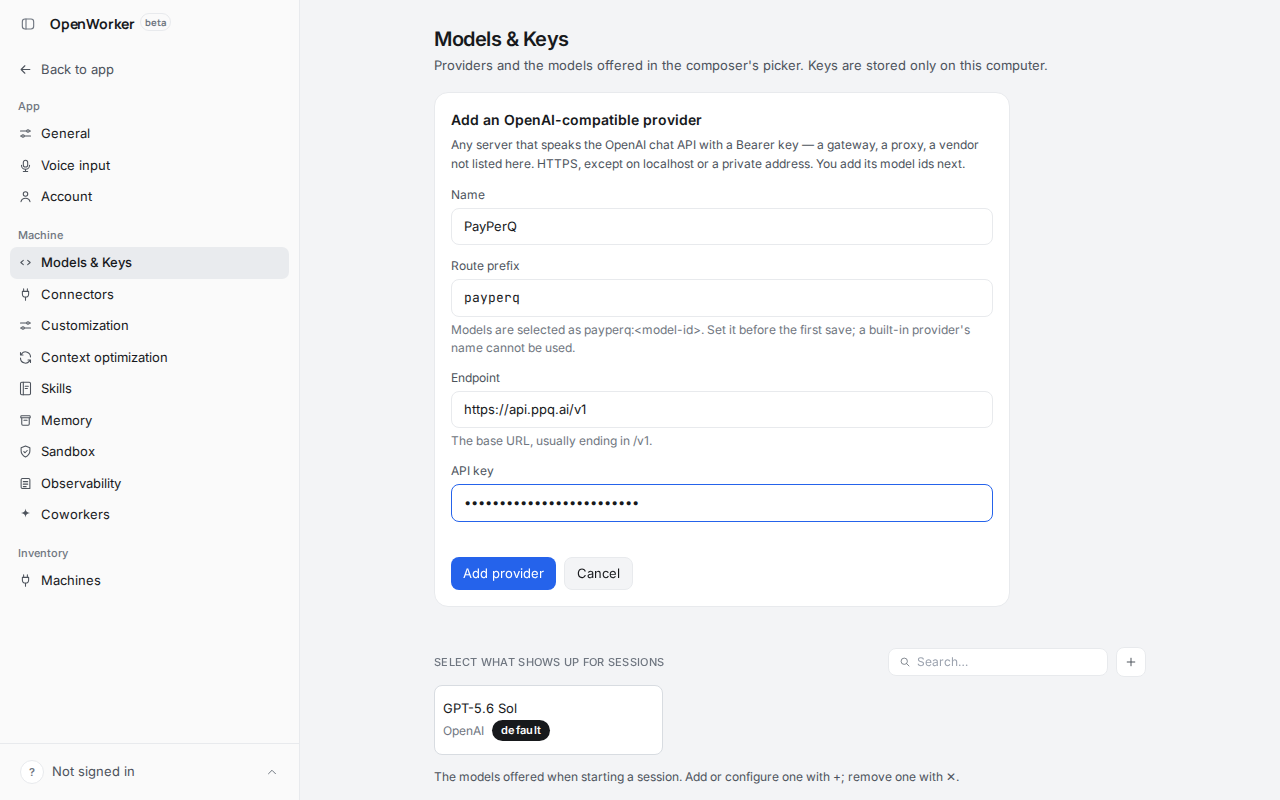 OpenWorker beta
Back to app
App
General
Voice input
Account
Machine
Models & Keys
Connectors
Customization
Context optimization
Skills
Memory
Sandbox
Observability
Coworkers
Inventory
Machines
? Not signed in
Models & Keys
Providers and the models offered in the composer's picker. Keys are stored only on this computer.
Add an OpenAI-compatible provider
Any server that speaks the OpenAI chat API with a Bearer key — a gateway, a proxy, a vendor
not listed here. HTTPS, except on localhost or a private address. You add its model ids next.
Name
PayPerQ
Route prefix
payperq
Models are selected as payperq:<model-id>. Set it before the first save; a built-in provider's
name cannot be used.
Endpoint
https://api.ppq.ai/v1
The base URL, usually ending in /v1.
API key
•••••••••••••••••••••••••
Add provider Cancel
SELECT WHAT SHOWS UP FOR SESSIONS
Search...
+
GPT-5.6 Sol
OpenAI default
The models offered when starting a session. Add or configure one with +; remove one with ✕.